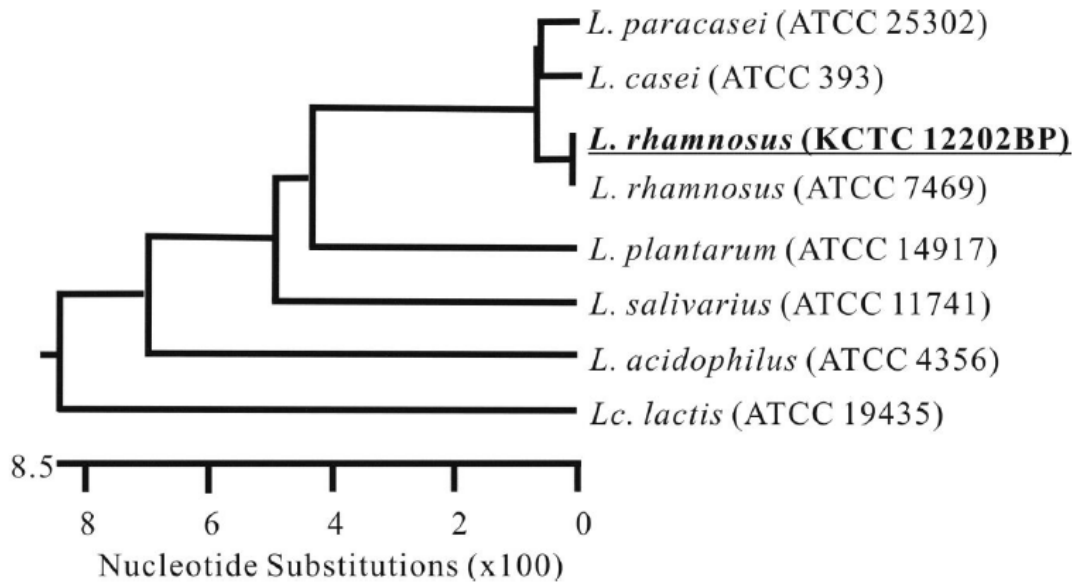 L. paracasei (ATCC 25302)
L. casei (ATCC 393)
L. rhamnosus (KCTC 12202BP)
L. rhamnosus (ATCC 7469)
L. plantarum (ATCC 14917)
L. salivarius (ATCC 11741)
L. acidophilus (ATCC 4356)
Lc. lactis (ATCC 19435)
8.5
8 6 4 2 0
Nucleotide Substitutions (x100)